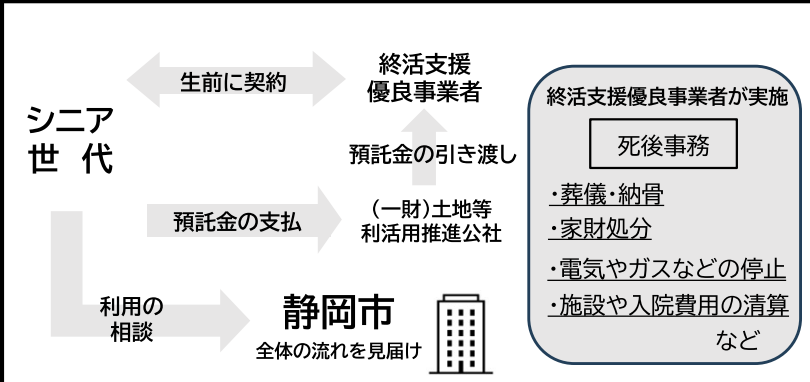 シニア
世 代
生前に契約
終活支援
優良事業者
預託金の引き渡し
預託金の支払
(一財)土地等
利活用推進公社
利用の
相談
静岡市
全体の流れを見届け
終活支援優良事業者が実施
死後事務
・葬儀・納骨
・家財処分
・電気やガスなどの停止
・施設や入院費用の清算
など